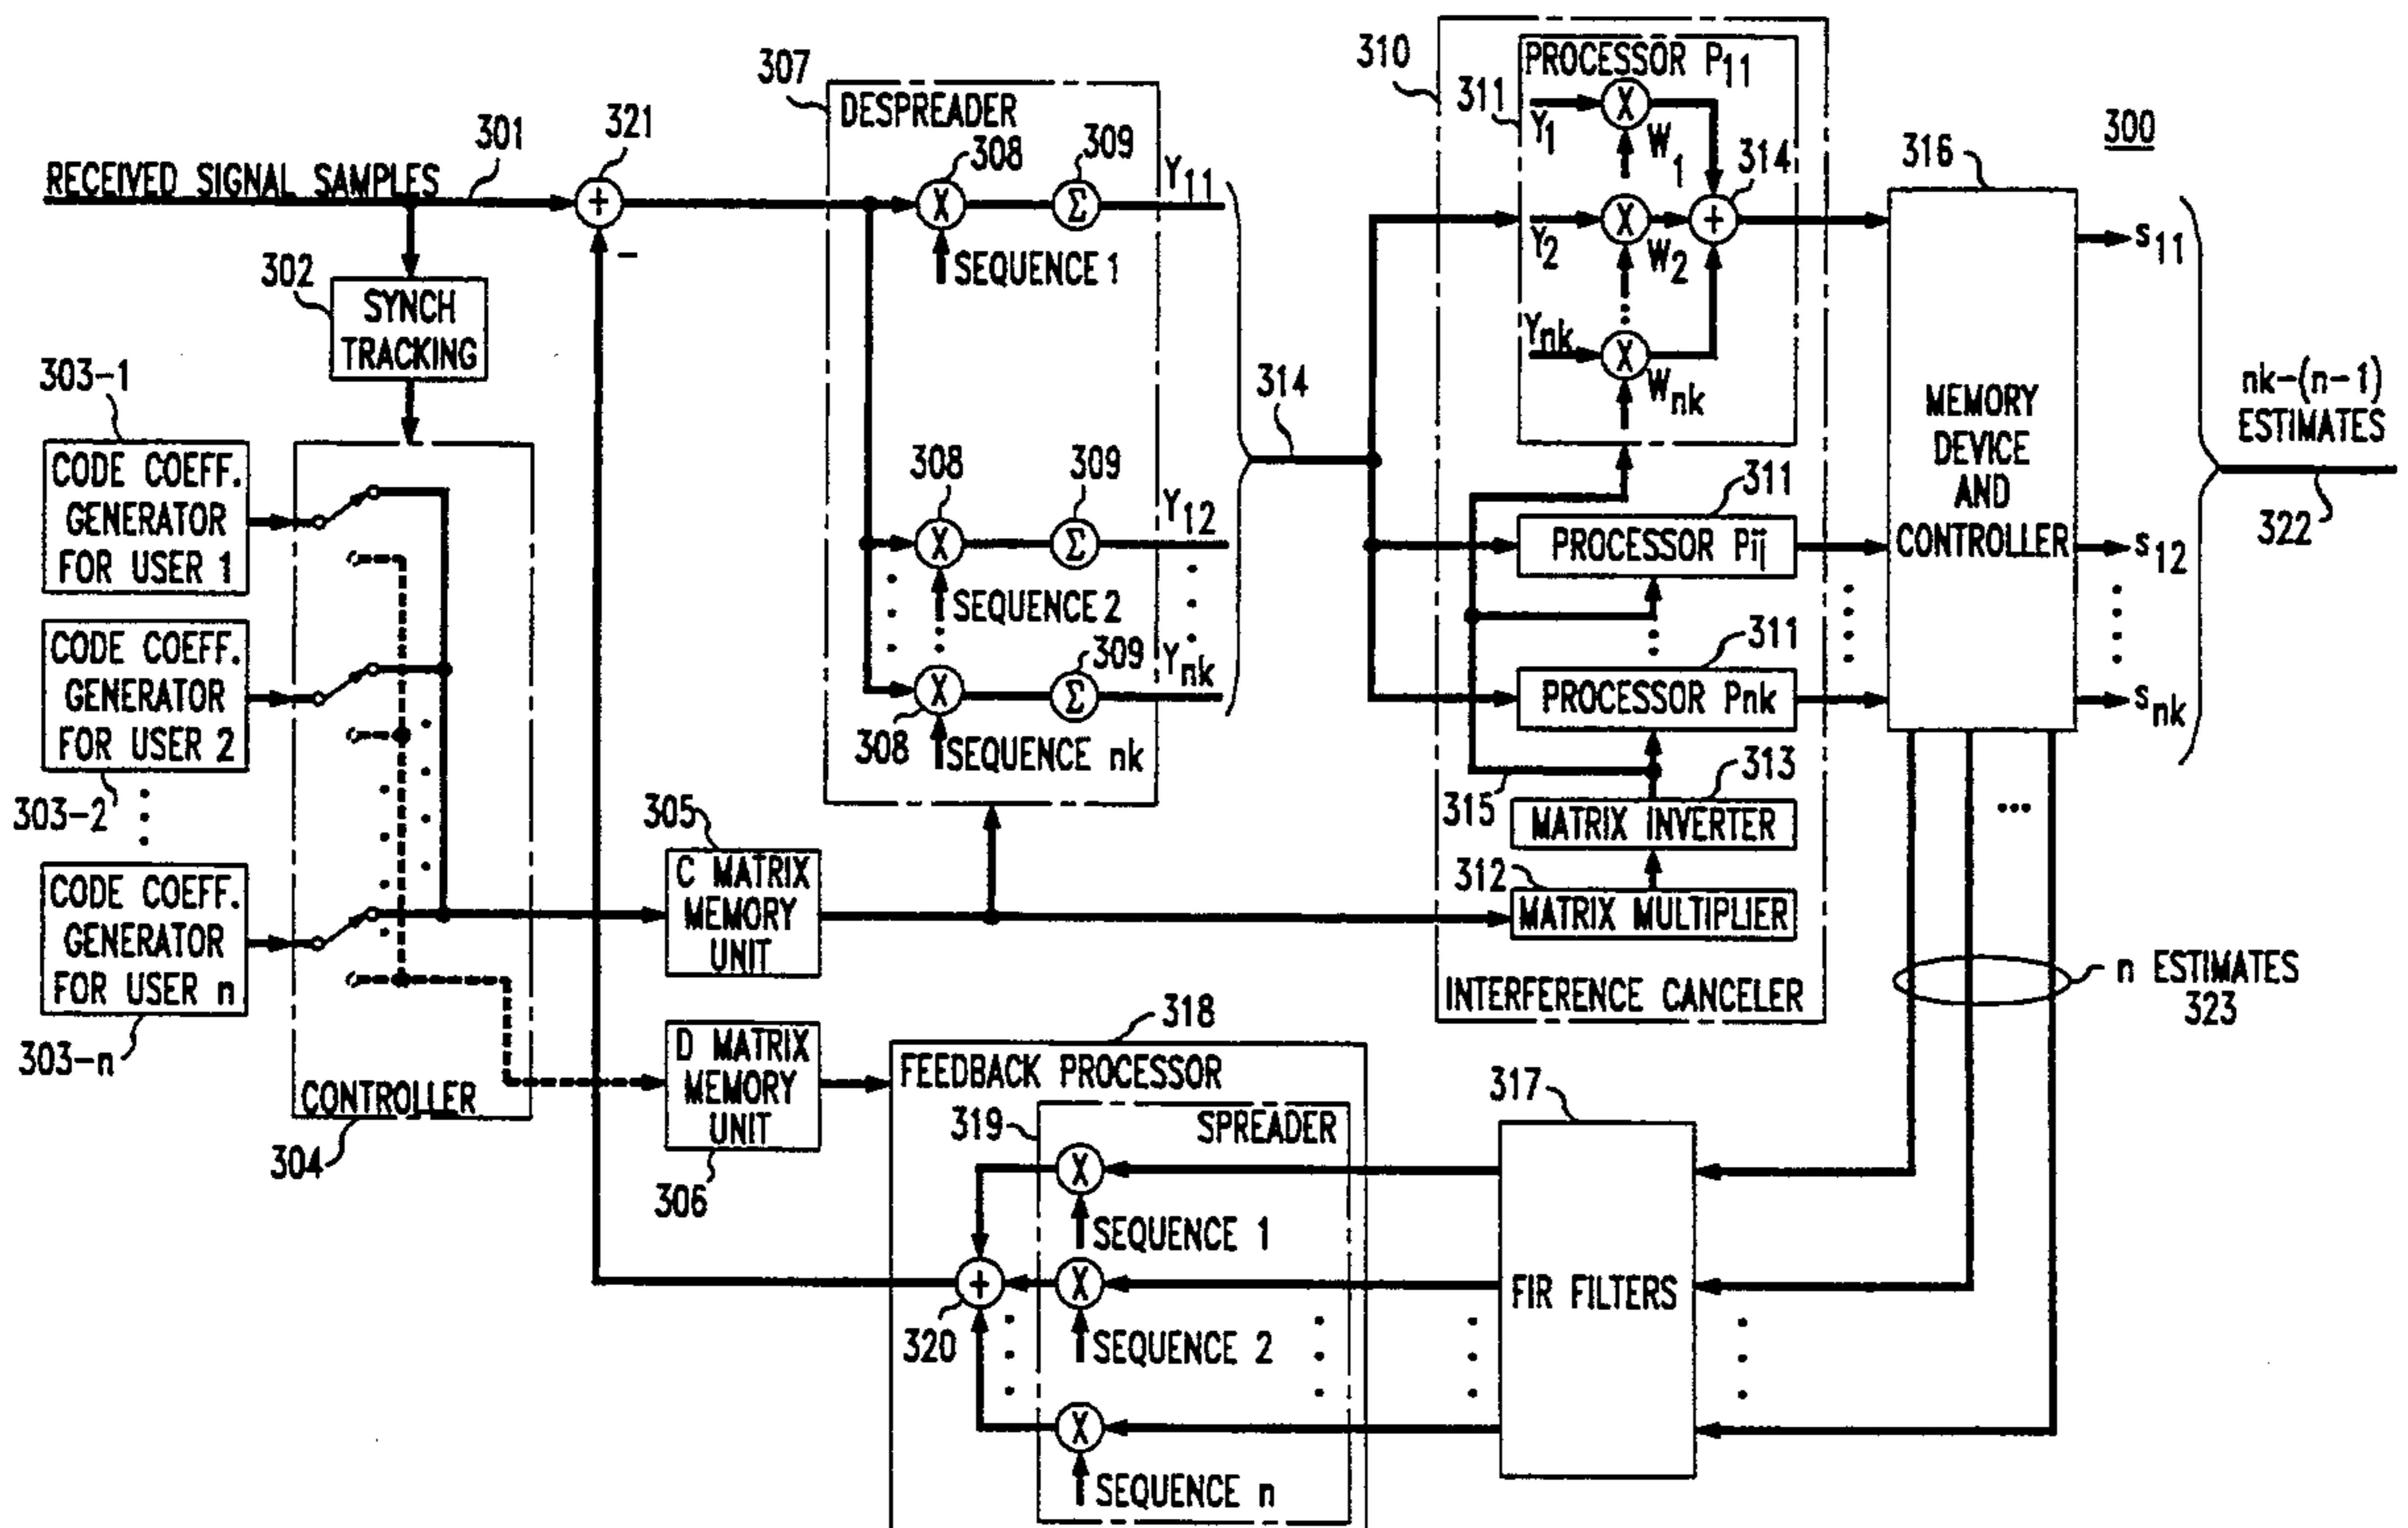 300
RECEIVED SIGNAL SAMPLES
301
321
302
SYNCH
TRACKING
303-1
CODE COEFF.
GENERATOR
FOR USER 1
CODE COEFF.
GENERATOR
FOR USER 2
303-2
CODE COEFF.
GENERATOR
FOR USER n
303-n
CONTROLLER
304
305
C MATRIX
MEMORY
UNIT
D MATRIX
MEMORY
UNIT
306
307
DESPREADER
308
309
X
Σ
Y11
SEQUENCE 1
308
309
X
Σ
Y12
SEQUENCE 2
309
X
Σ
Ynk
308
SEQUENCE nk
+
−
314
310
311
PROCESSOR P11
Y1
X
W1
314
Y2
X
W2
+
Ynk
X
Wnk
311
PROCESSOR Pij
311
PROCESSOR Pnk
315
313
MATRIX INVERTER
312
MATRIX MULTIPLIER
INTERFERENCE CANCELER
316
MEMORY
DEVICE
AND
CONTROLLER
S11
S12
Snk
nk-(n-1)
ESTIMATES
322
n ESTIMATES
323
317
FIR FILTERS
318
FEEDBACK PROCESSOR
319
SPREADER
X
SEQUENCE 1
+
X
320
SEQUENCE 2
X
SEQUENCE n